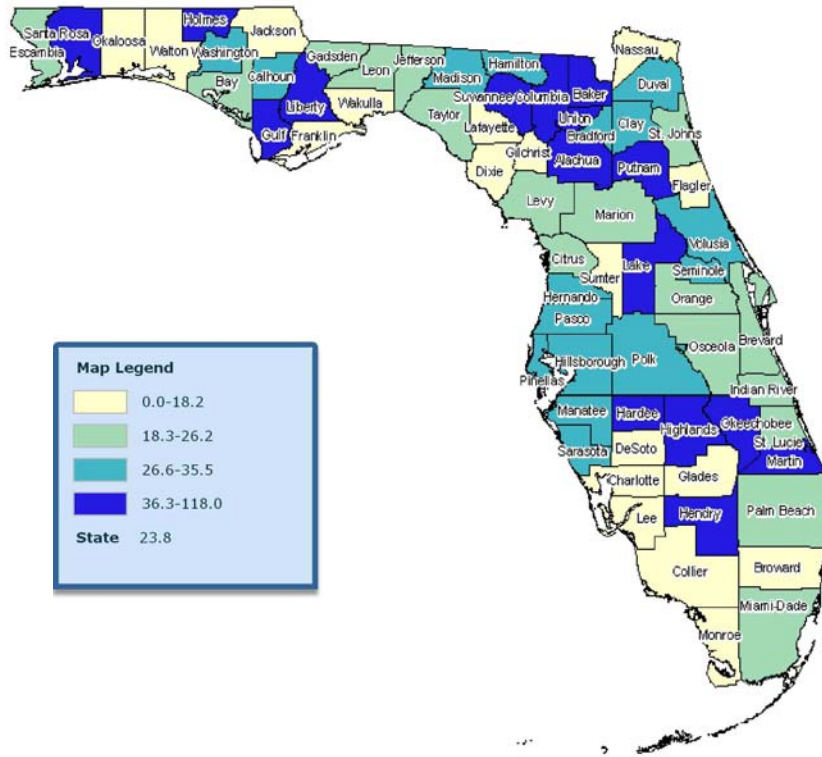 Holmes
Jackson
Santa Rosa
Okaloosa
Walton
Washington
Escambia
Bay
Calhoun
Gadsden
Leon
Jefferson
Madison
Hamilton
Nassau
Duval
Liberty
Wakulla
Taylor
Suwannee
Columbia
Baker
Gulf
Franklin
Lafayette
Union
Bradford
Clay
St. Johns
Dixie
Gilchrist
Alachua
Putnam
Flagler
Levy
Marion
Volusia
Citrus
Sumter
Lake
Seminole
Hernando
Orange
Pasco
Hillsborough
Polk
Osceola
Brevard
Pinellas
Indian River
Manatee
Hardee
Highlands
Okeechobee
St. Lucie
Sarasota
DeSoto
Martin
Charlotte
Glades
Lee
Hendry
Palm Beach
Collier
Broward
Miami-Dade
Monroe
Map Legend
0.0-18.2
18.3-26.2
26.6-35.5
36.3-118.0
State 23.8